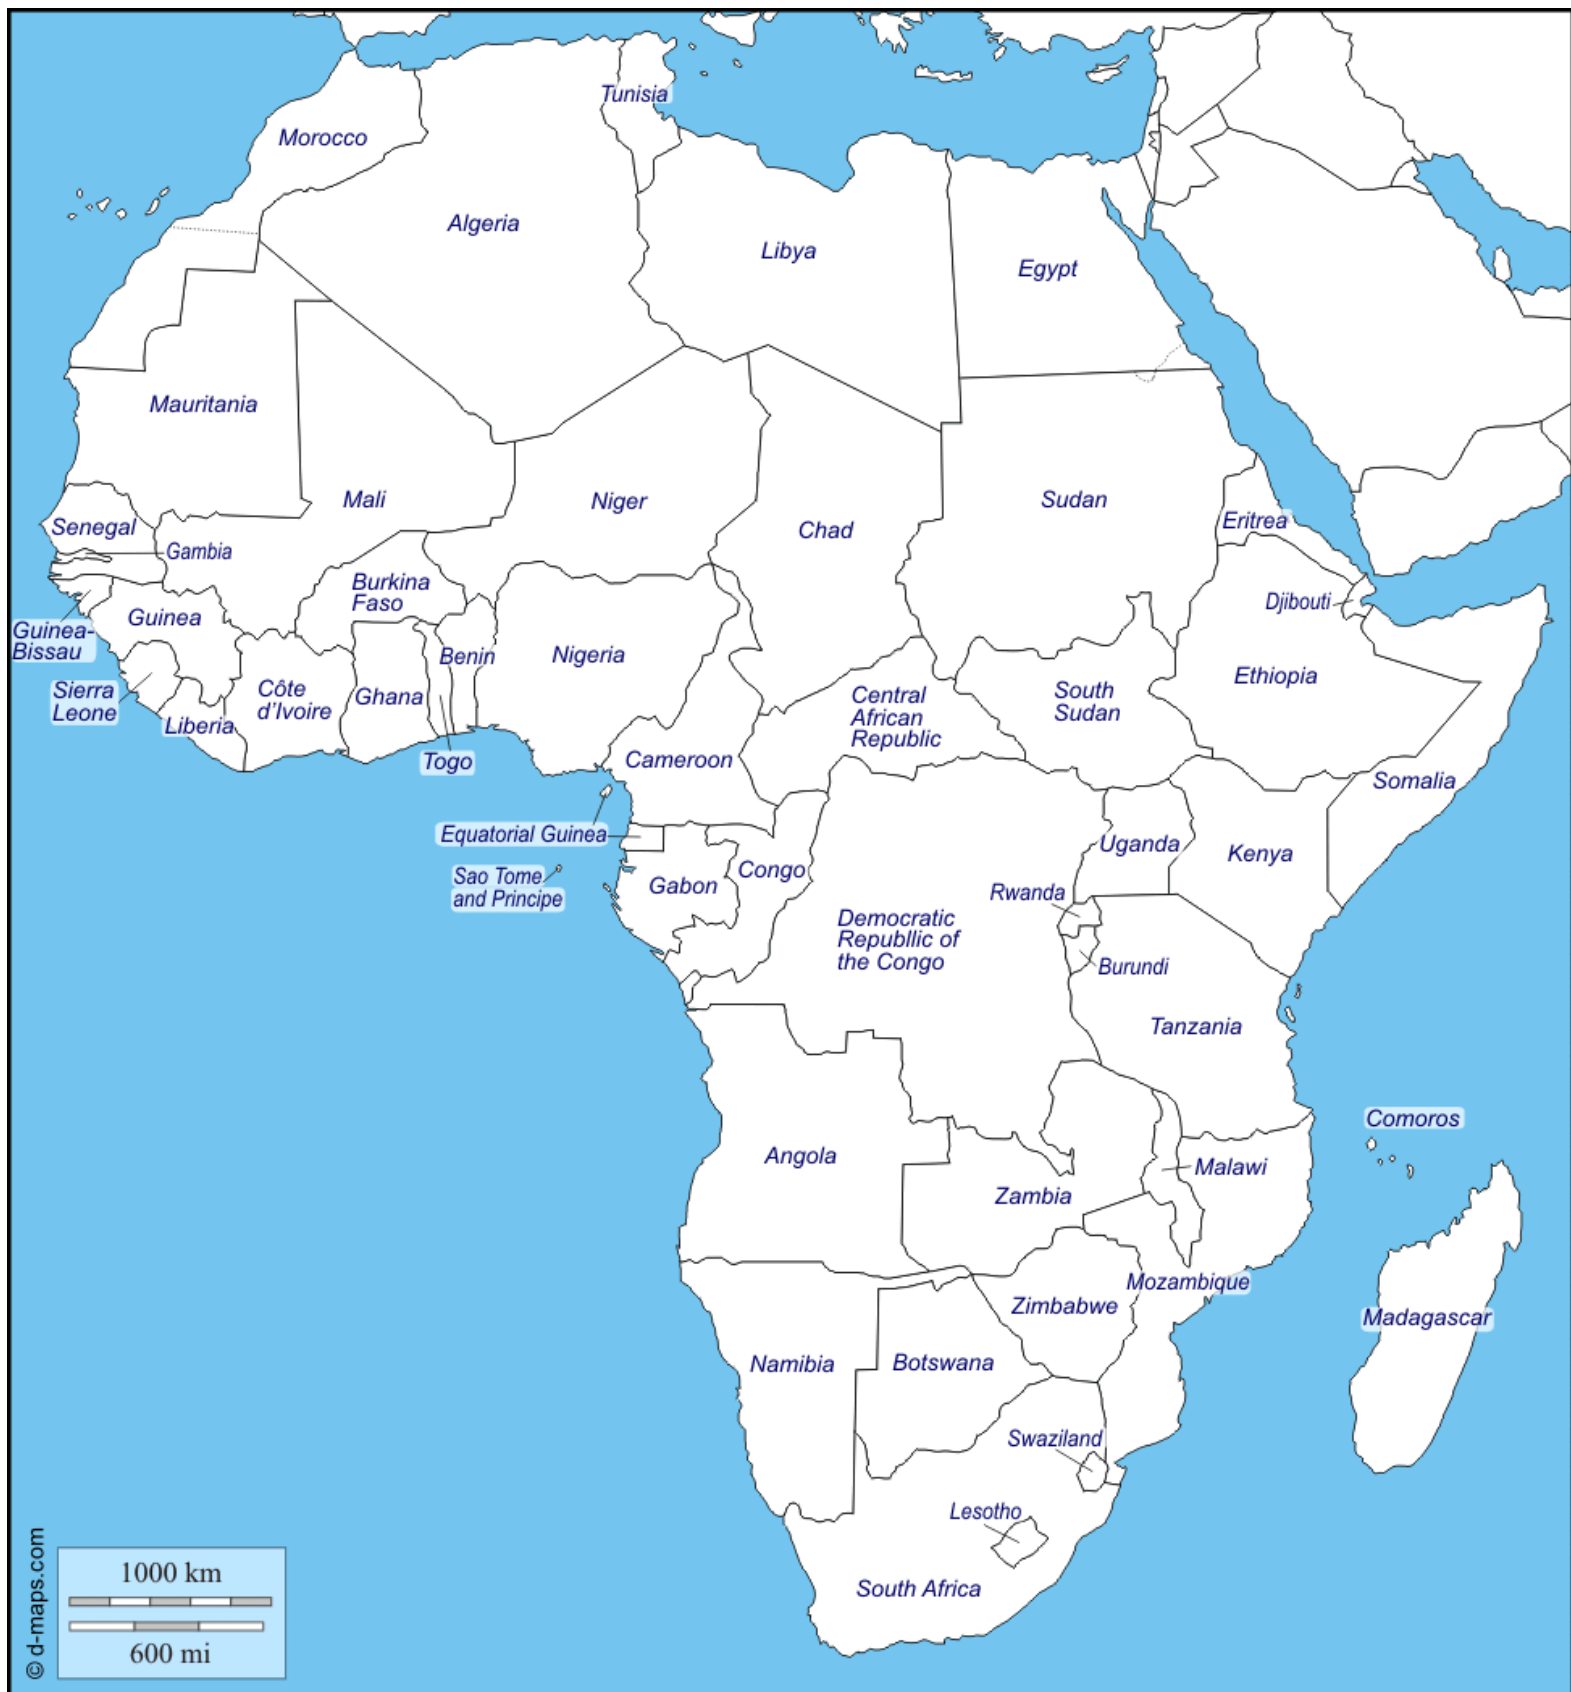 Tunisia
Morocco
Algeria
Libya
Egypt
Mauritania
Mali
Niger
Chad
Sudan
Eritrea
Senegal
Gambia
Burkina
Faso
Djibouti
Guinea
Guinea-
Bissau
Benin
Nigeria
Ethiopia
Sierra
Leone
Côte
d'Ivoire
Ghana
Central
African
Republic
South
Sudan
Liberia
Togo
Cameroon
Somalia
Equatorial Guinea
Uganda
Kenya
Sao Tome
and Principe
Gabon
Congo
Rwanda
Democratic
Republlic of
the Congo
Burundi
Tanzania
Comoros
Angola
Malawi
Zambia
Mozambique
Zimbabwe
Madagascar
Namibia
Botswana
Swaziland
Lesotho
South Africa
1000 km
600 mi
© d-maps.com